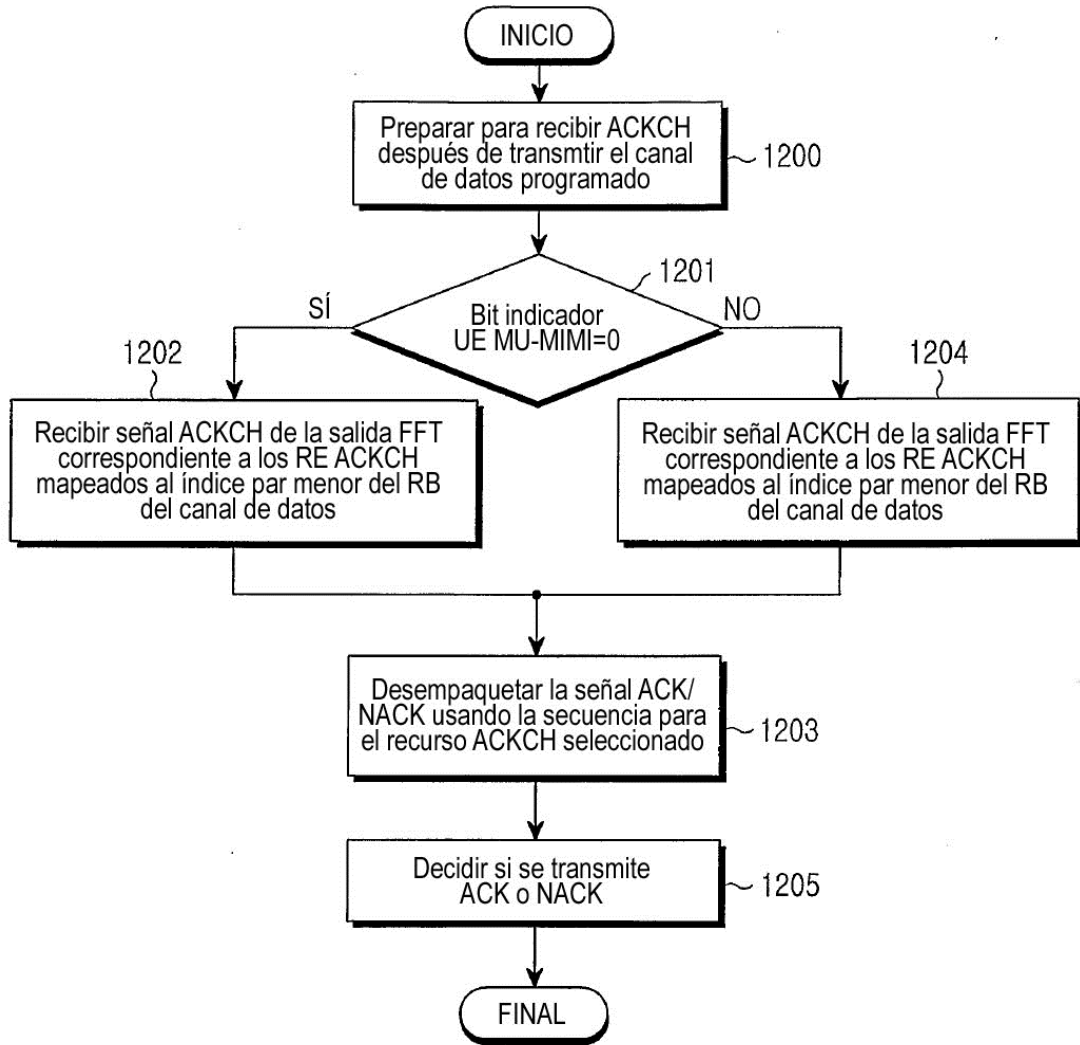 INICIO
Preparar para recibir ACKCH
después de transmtir el canal
de datos programado
1200
1201
Bit indicador
UE MU-MIMI=0
SÍ
NO
1202
Recibir señal ACKCH de la salida FFT
correspondiente a los RE ACKCH
mapeados al índice par menor del RB
del canal de datos
1204
Recibir señal ACKCH de la salida FFT
correspondiente a los RE ACKCH
mapeados al índice par menor del RB
del canal de datos
Desempaquetar la señal ACK/
NACK usando la secuencia para
el recurso ACKCH seleccionado
1203
Decidir si se transmite
ACK o NACK
1205
FINAL